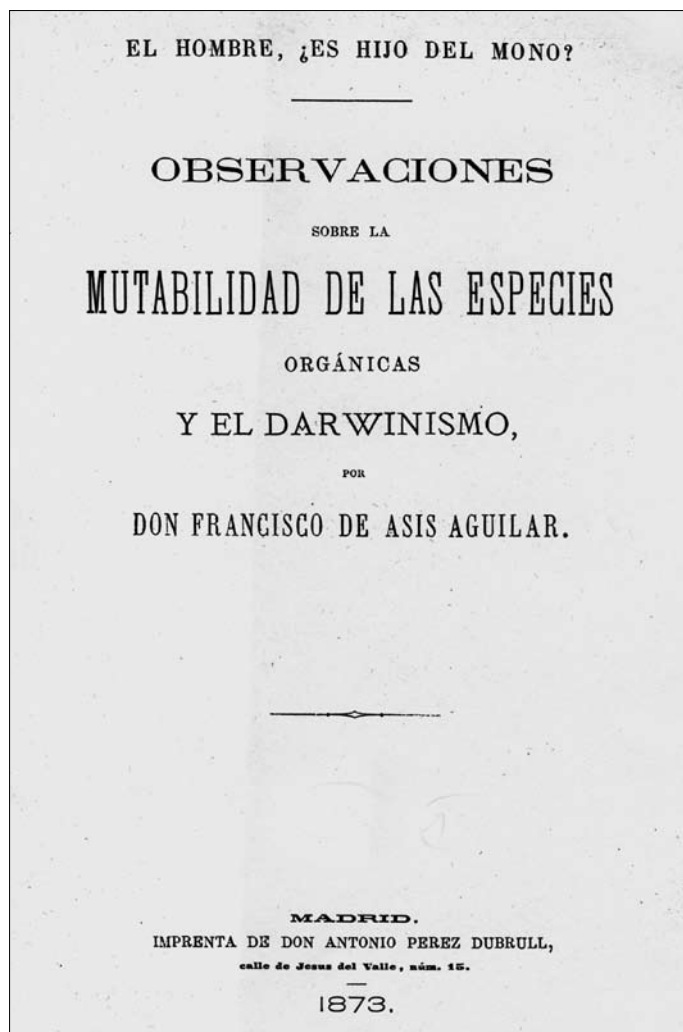 EL HOMBRE, ¿ES HIJO DEL MONO?
OBSERVACIONES
SOBRE LA
MUTABILIDAD DE LAS ESPECIES
ORGÁNICAS
Y EL DARWINISMO,
POR
DON FRANCISCO DE ASIS AGUILAR.
MADRID.
IMPRENTA DE DON ANTONIO PEREZ DUBRULL,
calle de Jesus del Valle, núm. 15.
1873.